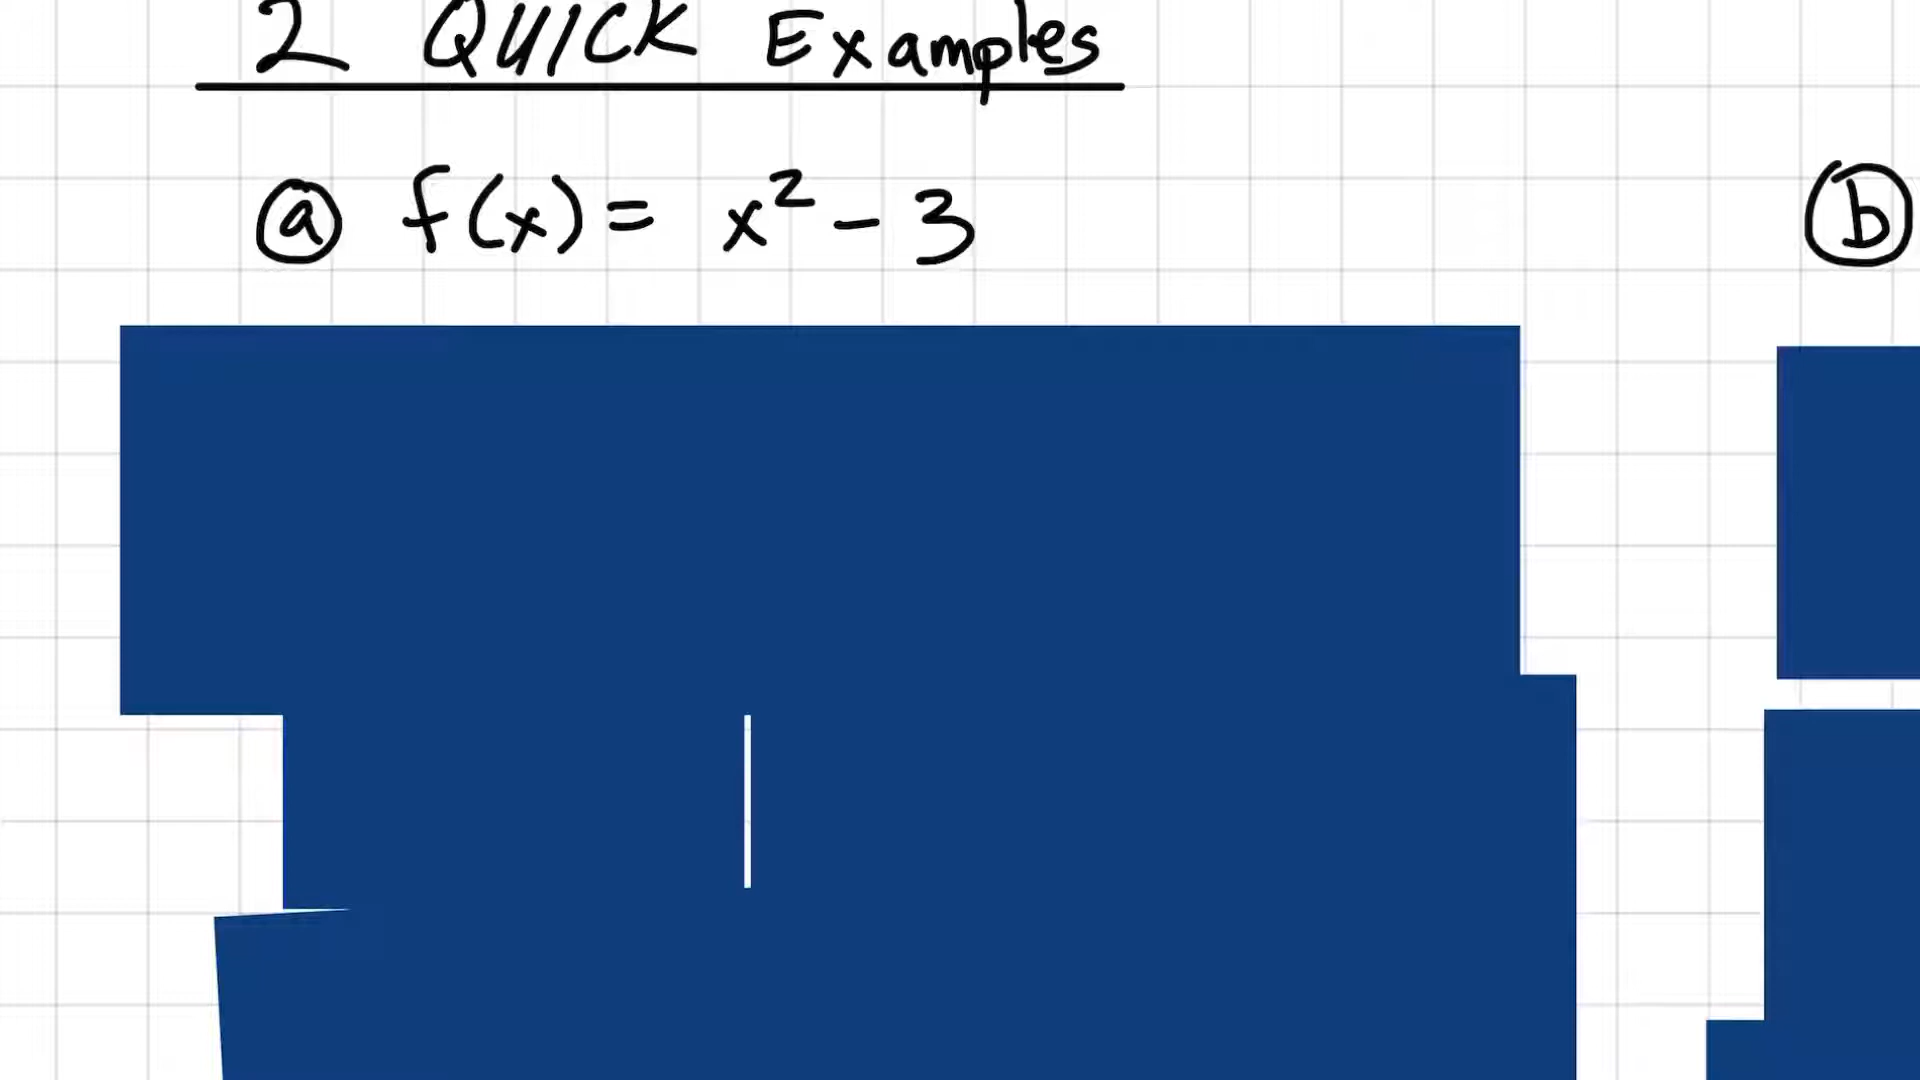 2 QUICK Examples
ⓐ f(x) = x² - 3
ⓑ